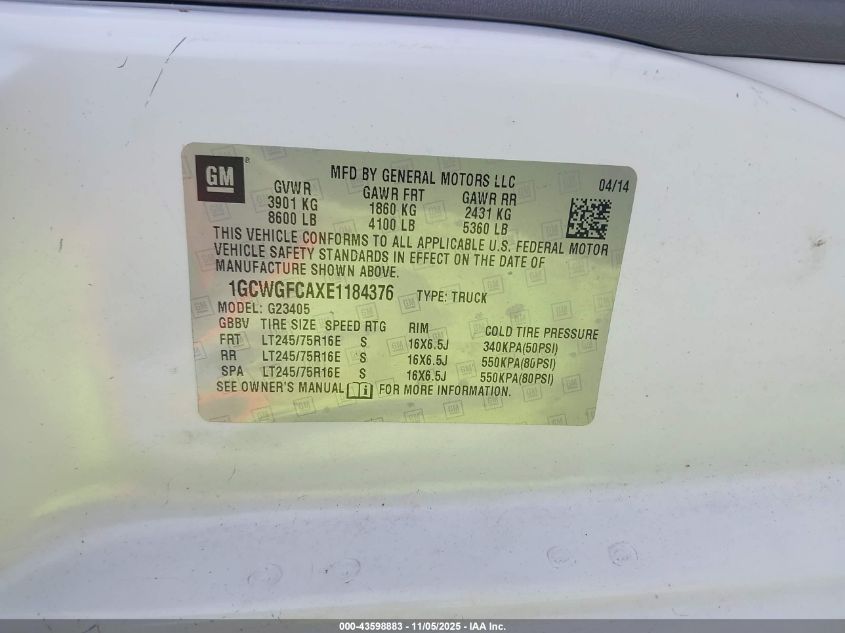 GM
MFD BY GENERAL MOTORS LLC
04/14
GVWR GAWR FRT GAWR RR
3901 KG 1860 KG 2431 KG
8600 LB 4100 LB 5360 LB
THIS VEHICLE CONFORMS TO ALL APPLICABLE U.S. FEDERAL MOTOR
VEHICLE SAFETY STANDARDS IN EFFECT ON THE DATE OF
MANUFACTURE SHOWN ABOVE.
1GCWGFCAXE1184376 TYPE: TRUCK
MODEL: G23405
GBBV TIRE SIZE SPEED RTG RIM COLD TIRE PRESSURE
FRT LT245/75R16E S 16X6.5J 340KPA(50PSI)
RR LT245/75R16E S 16X6.5J 550KPA(80PSI)
SPA LT245/75R16E S 16X6.5J 550KPA(80PSI)
SEE OWNER'S MANUAL i FOR MORE INFORMATION.
000-43598883 - 11/05/2025 - IAA Inc.